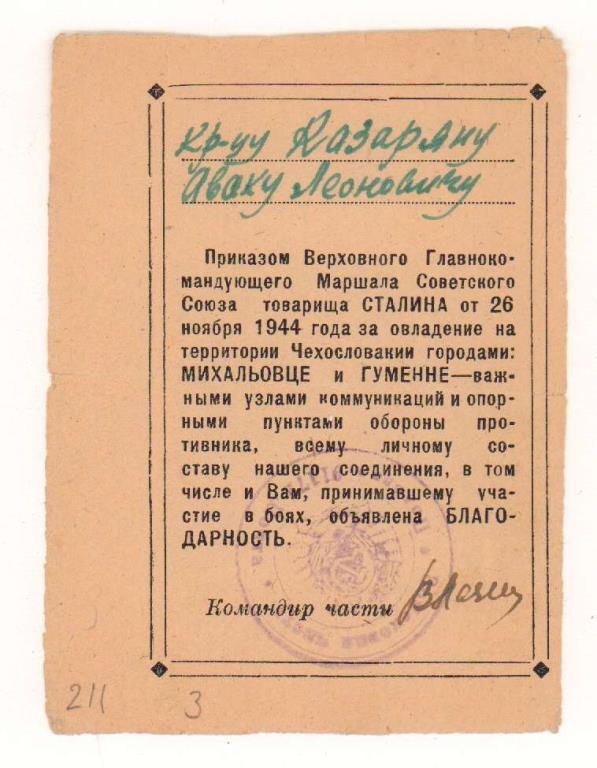 кр-цу Казаряну
Аваку Леоновичу
Приказом Верховного Главноко-
мандующего Маршала Советского
Союза товарища СТАЛИНА от 26
ноября 1944 года за овладение на
территории Чехословакии городами:
МИХАЛЬОВЦЕ и ГУМЕННЕ—важ-
ными узлами коммуникаций и опор-
ными пунктами обороны про-
тивника, всему личному со-
ставу нашего соединения, в том
числе и Вам, принимавшему уча-
стие в боях, объявлена БЛАГО-
ДАРНОСТЬ.
Командир части
211 3